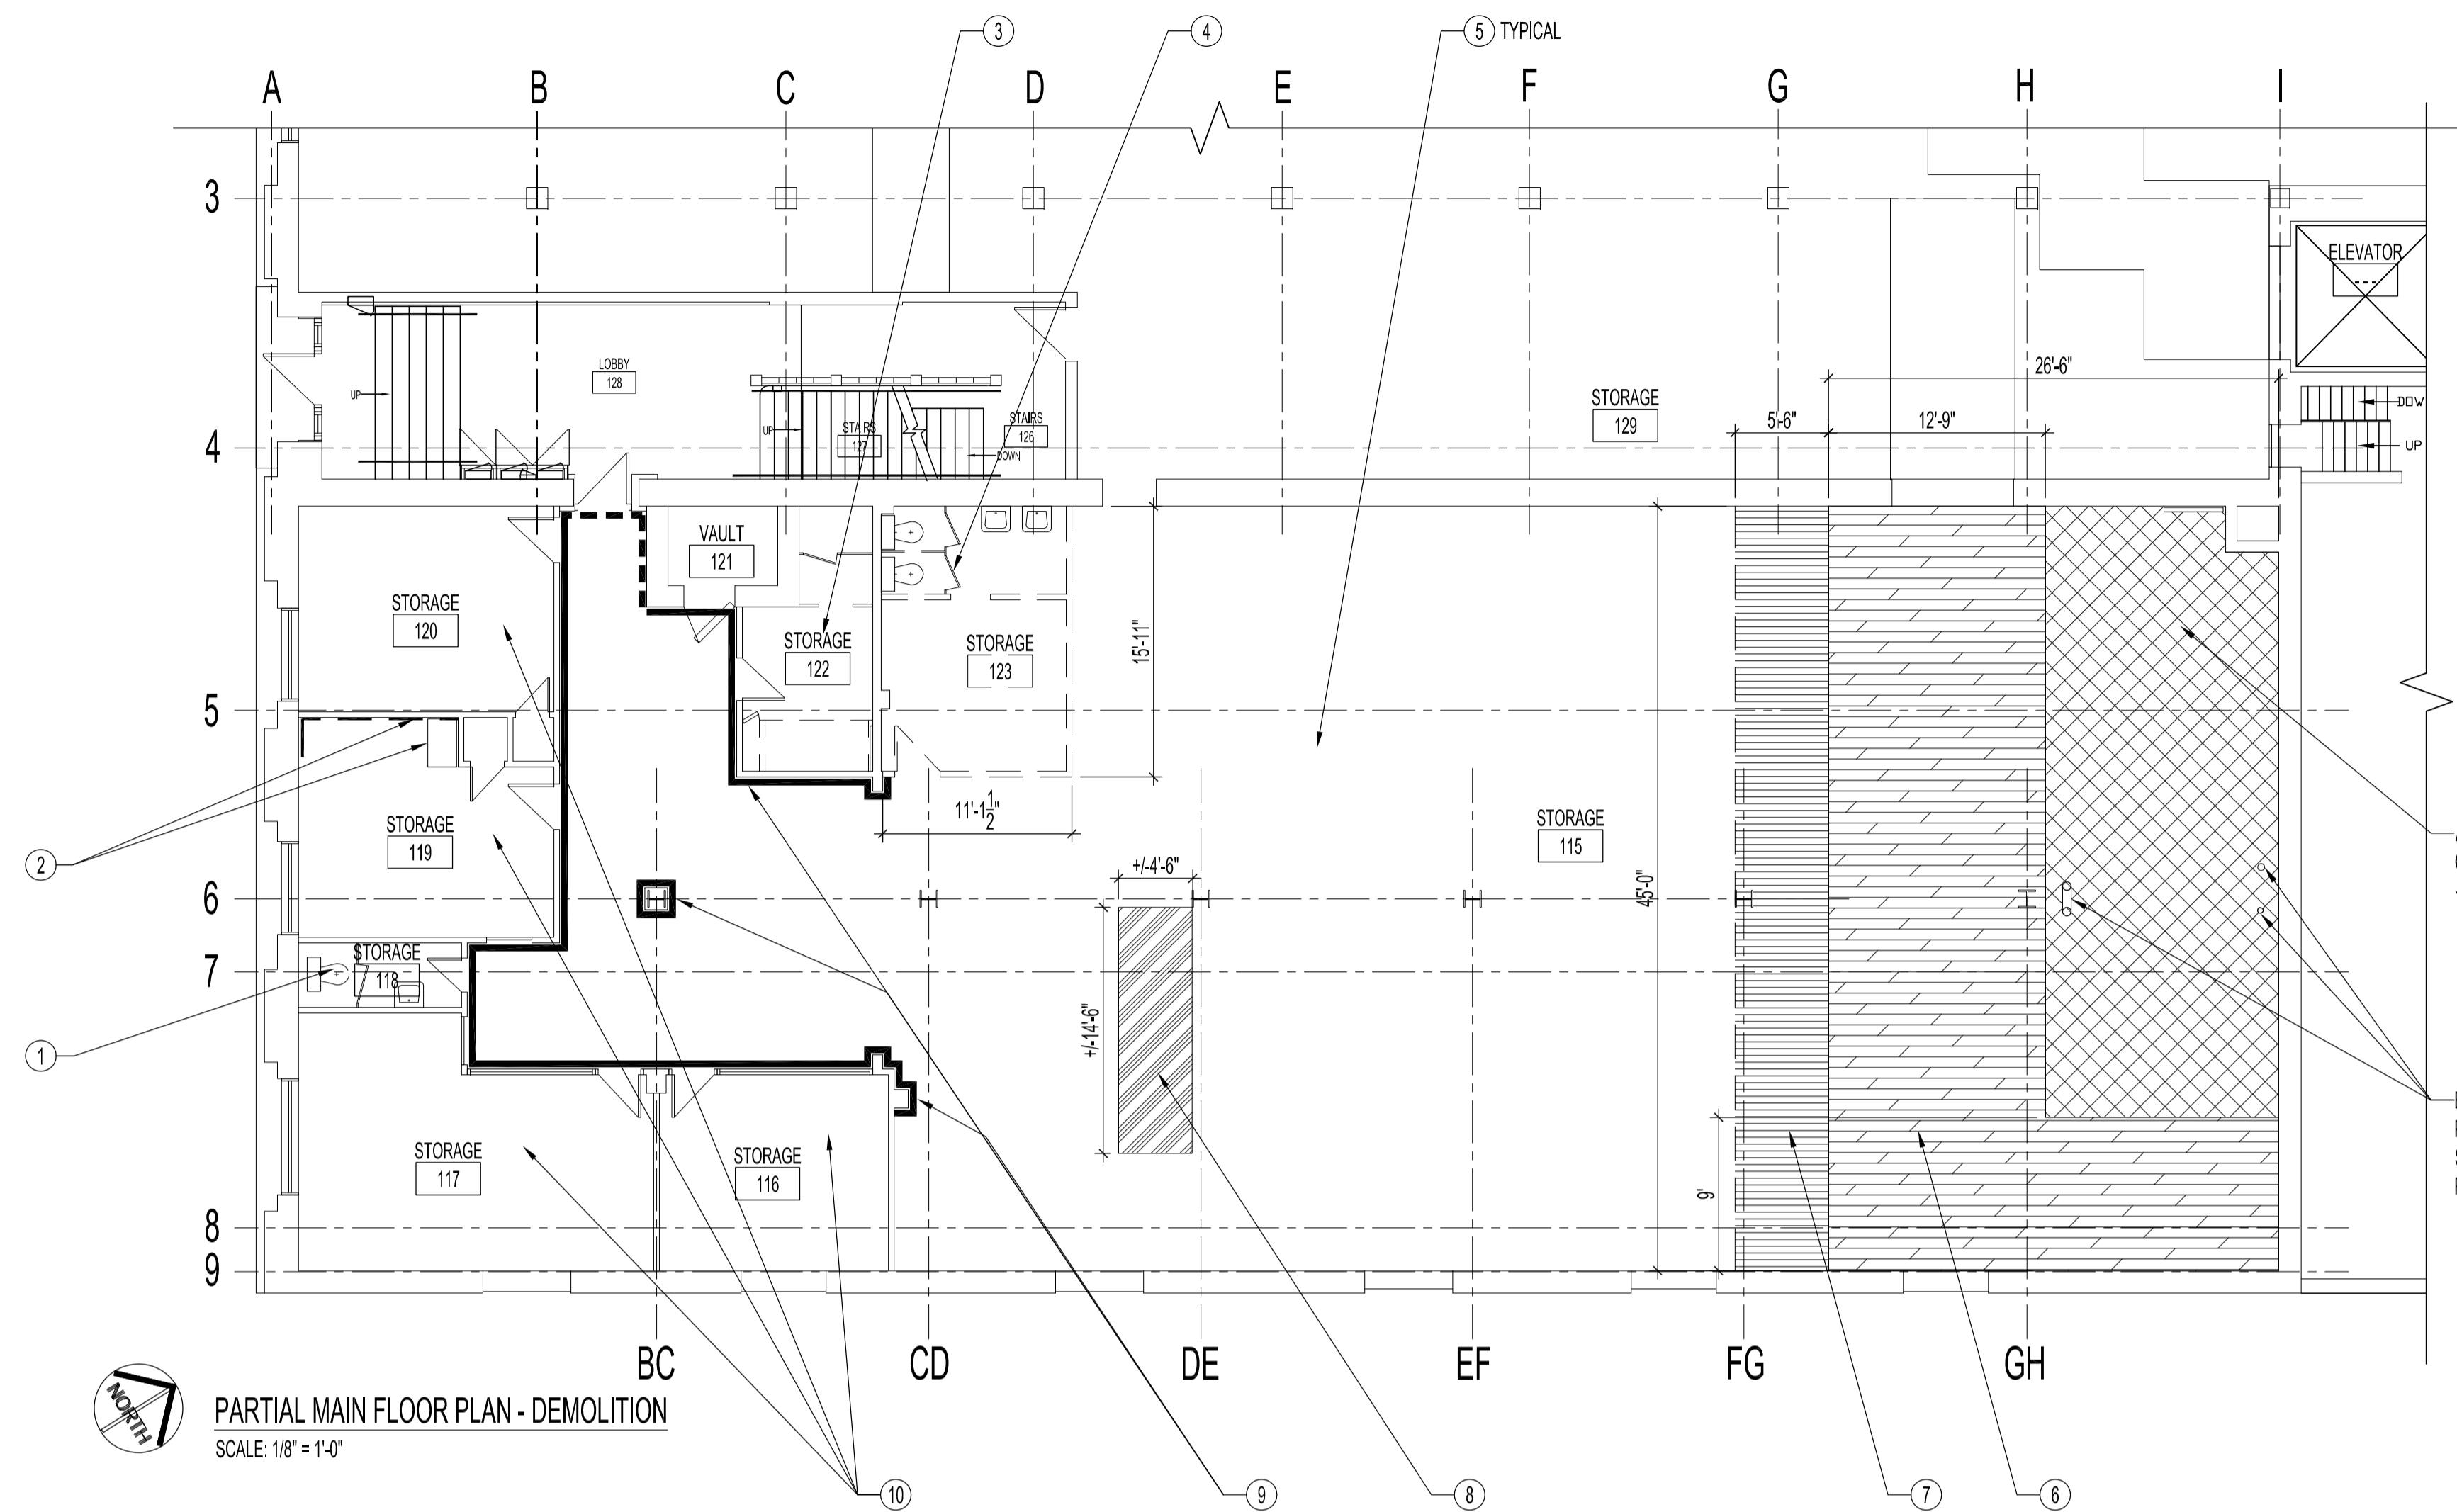 3
4
5 TYPICAL
A
B
C
D
E
F
G
H
I
3
ELEVATOR
26'-6"
LOBBY
128
UP
STORAGE
129
5'-6"
12'-9"
DOW
UP
4
UP
STAIRS
127
STAIRS
126
DOWN
VAULT
121
STORAGE
120
STORAGE
122
STORAGE
123
15'-11"
5
STORAGE
119
11'-1 1/2"
STORAGE
115
2
+/-4'-6"
6
45'-0"
STORAGE
118
7
+/-14'-6"
1
STORAGE
117
STORAGE
116
9'
8
9
BC
CD
DE
EF
FG
GH
NORTH
PARTIAL MAIN FLOOR PLAN - DEMOLITION
SCALE: 1/8" = 1'-0"
10
9
8
7
6